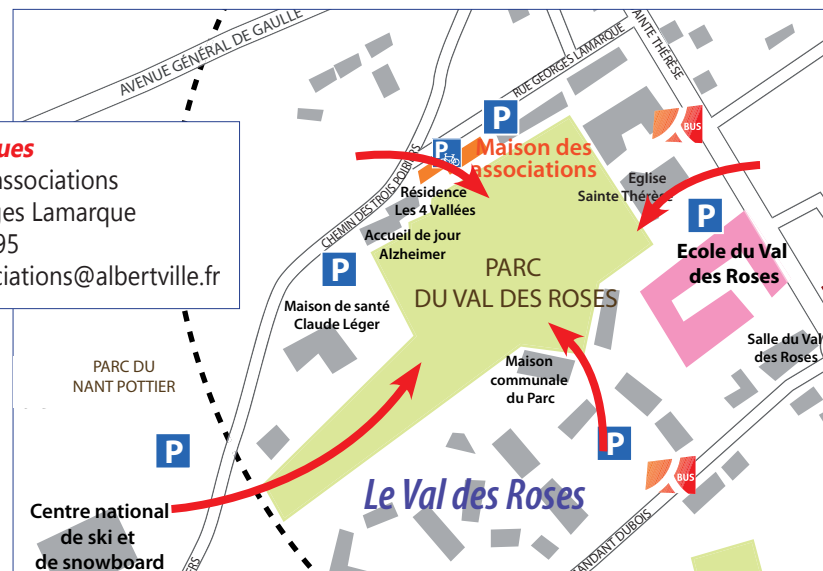 AVENUE GÉNÉRAL DE GAULLE
RUE GEORGES LAMARQUE
SAINTE THÉRÈSE
CHEMIN DES TROIS POIRIERS
ues
associations
ges Lamarque
95
ciations@albertville.fr
P
P
BUS
Maison des
associations
Résidence
Les 4 Vallées
Accueil de jour
Alzheimer
Eglise
Sainte Thérèse
P
Ecole du Val
des Roses
P
Maison de santé
Claude Léger
PARC
DU VAL DES ROSES
Salle du Val
des Roses
Maison
communale
du Parc
PARC DU
NANT POTTIER
P
P
BUS
Le Val des Roses
Centre national
de ski et
de snowboard
ANDANT DUBOIS
ERS